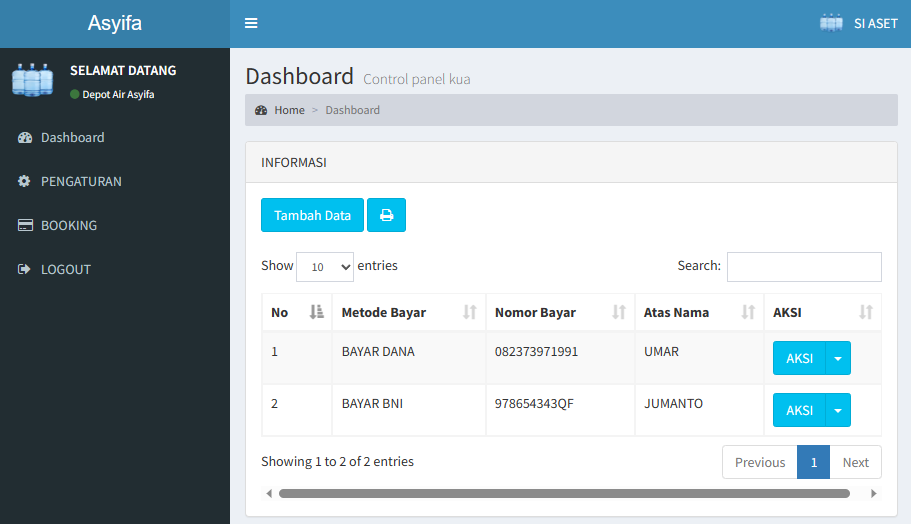 Asyifa
SI ASET
SELAMAT DATANG
Depot Air Asyifa
Dashboard
PENGATURAN
BOOKING
LOGOUT
Dashboard Control panel kua
Home > Dashboard
INFORMASI
Tambah Data
Show 10 entries
Search:
No Metode Bayar Nomor Bayar Atas Nama AKSI
1 BAYAR DANA 082373971991 UMAR AKSI
2 BAYAR BNI 978654343QF JUMANTO AKSI
Showing 1 to 2 of 2 entries
Previous 1 Next